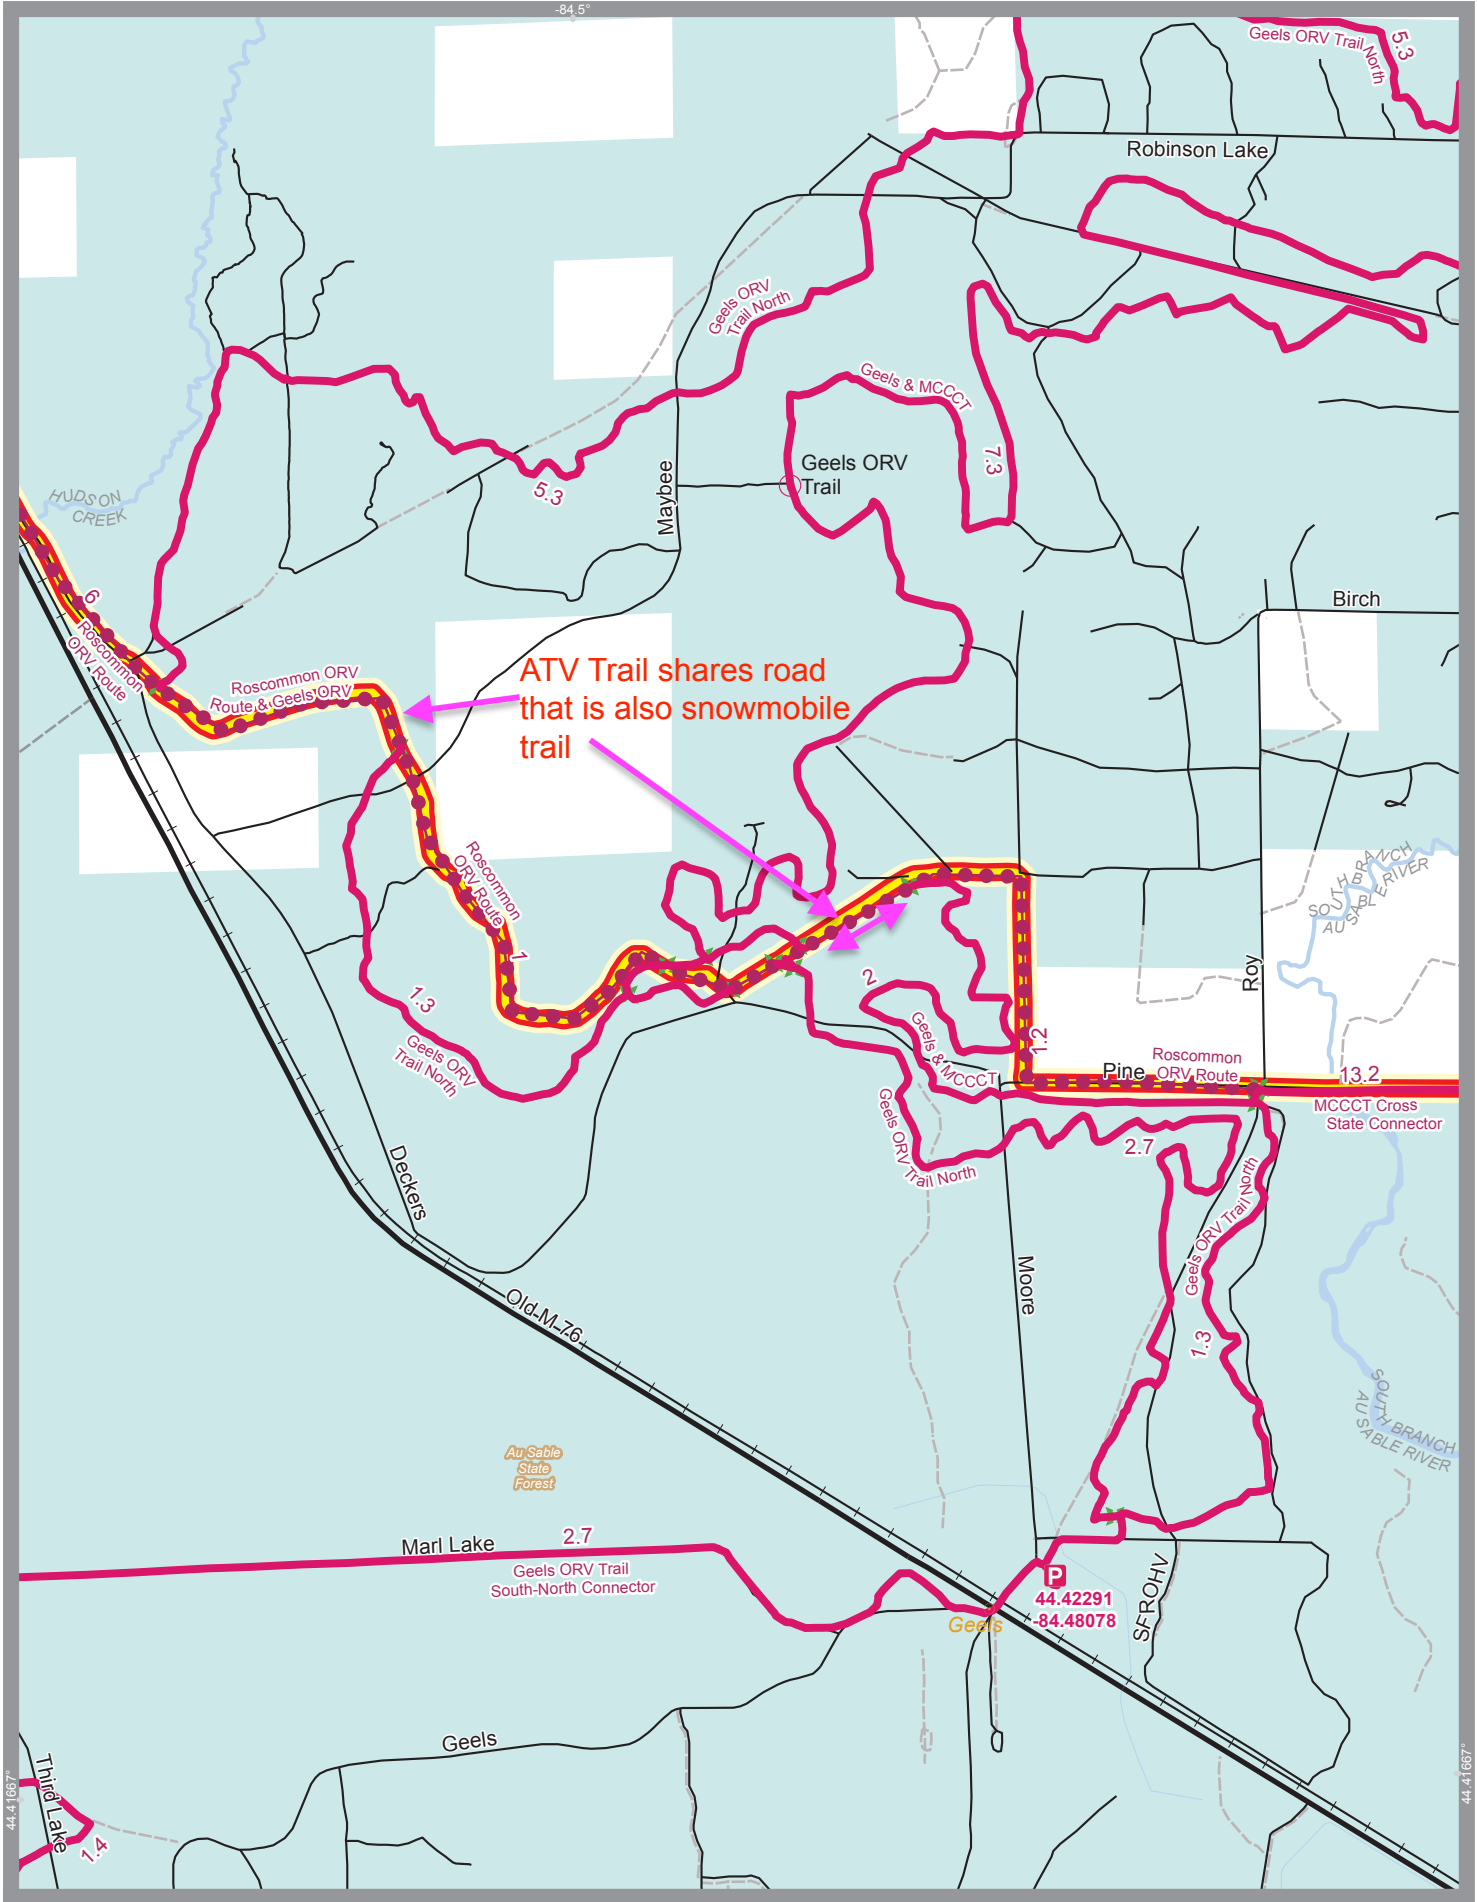 -84.5°
Geels ORV Trail North
5.3
Robinson Lake
Geels ORV
Trail North
Geels & MCCCT
7.3
Geels ORV
Trail
Maybee
5.3
HUDSON
CREEK
6
Roscommon
ORV Route
Roscommon ORV
Route & Geels ORV
Birch
ATV Trail shares road
that is also snowmobile
trail
Roscommon
ORV Route
1
SOUTH BRANCH
AU SABLE RIVER
Roy
2
1.3
Geels ORV
Trail North
Geels & MCCCT
1.2
Pine
Roscommon
ORV Route
13.2
MCCCT Cross
State Connector
Geels ORV Trail North
2.7
Deckers
Geels ORV Trail North
Moore
Old M-76
1.3
SOUTH BRANCH
AU SABLE RIVER
Au Sable
State
Forest
Marl Lake
2.7
Geels ORV Trail
South-North Connector
P
44.42291
-84.48078
SFROHV
Geels
Geels
Third Lake
1.4
44.41667°
44.41667°